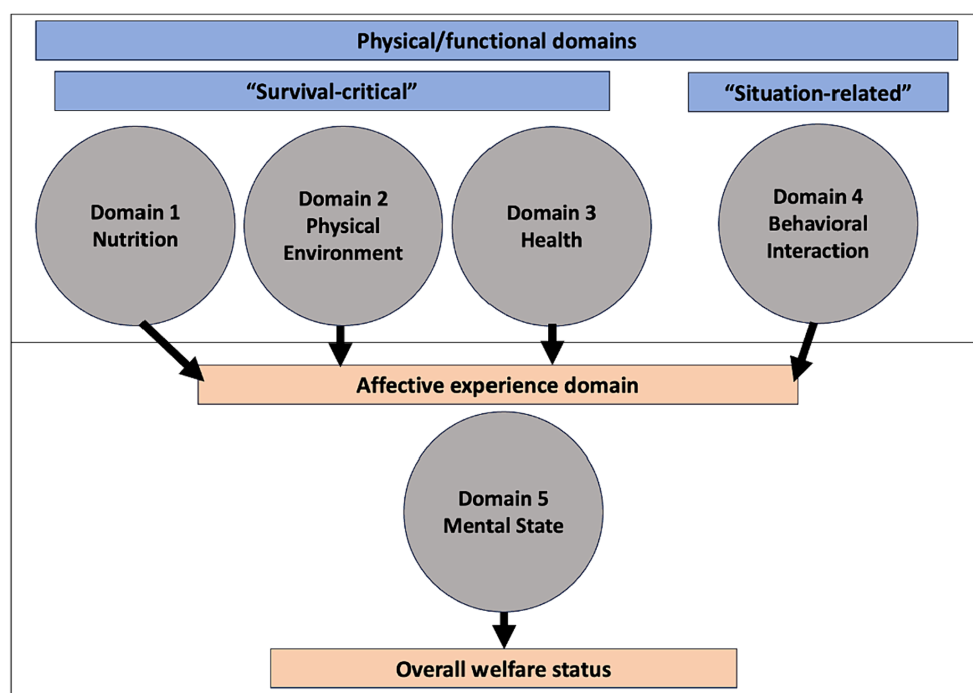 Physical/functional domains
“Survival-critical”
“Situation-related”
Domain 1
Nutrition
Domain 2
Physical
Environment
Domain 3
Health
Domain 4
Behavioral
Interaction
Affective experience domain
Domain 5
Mental State
Overall welfare status